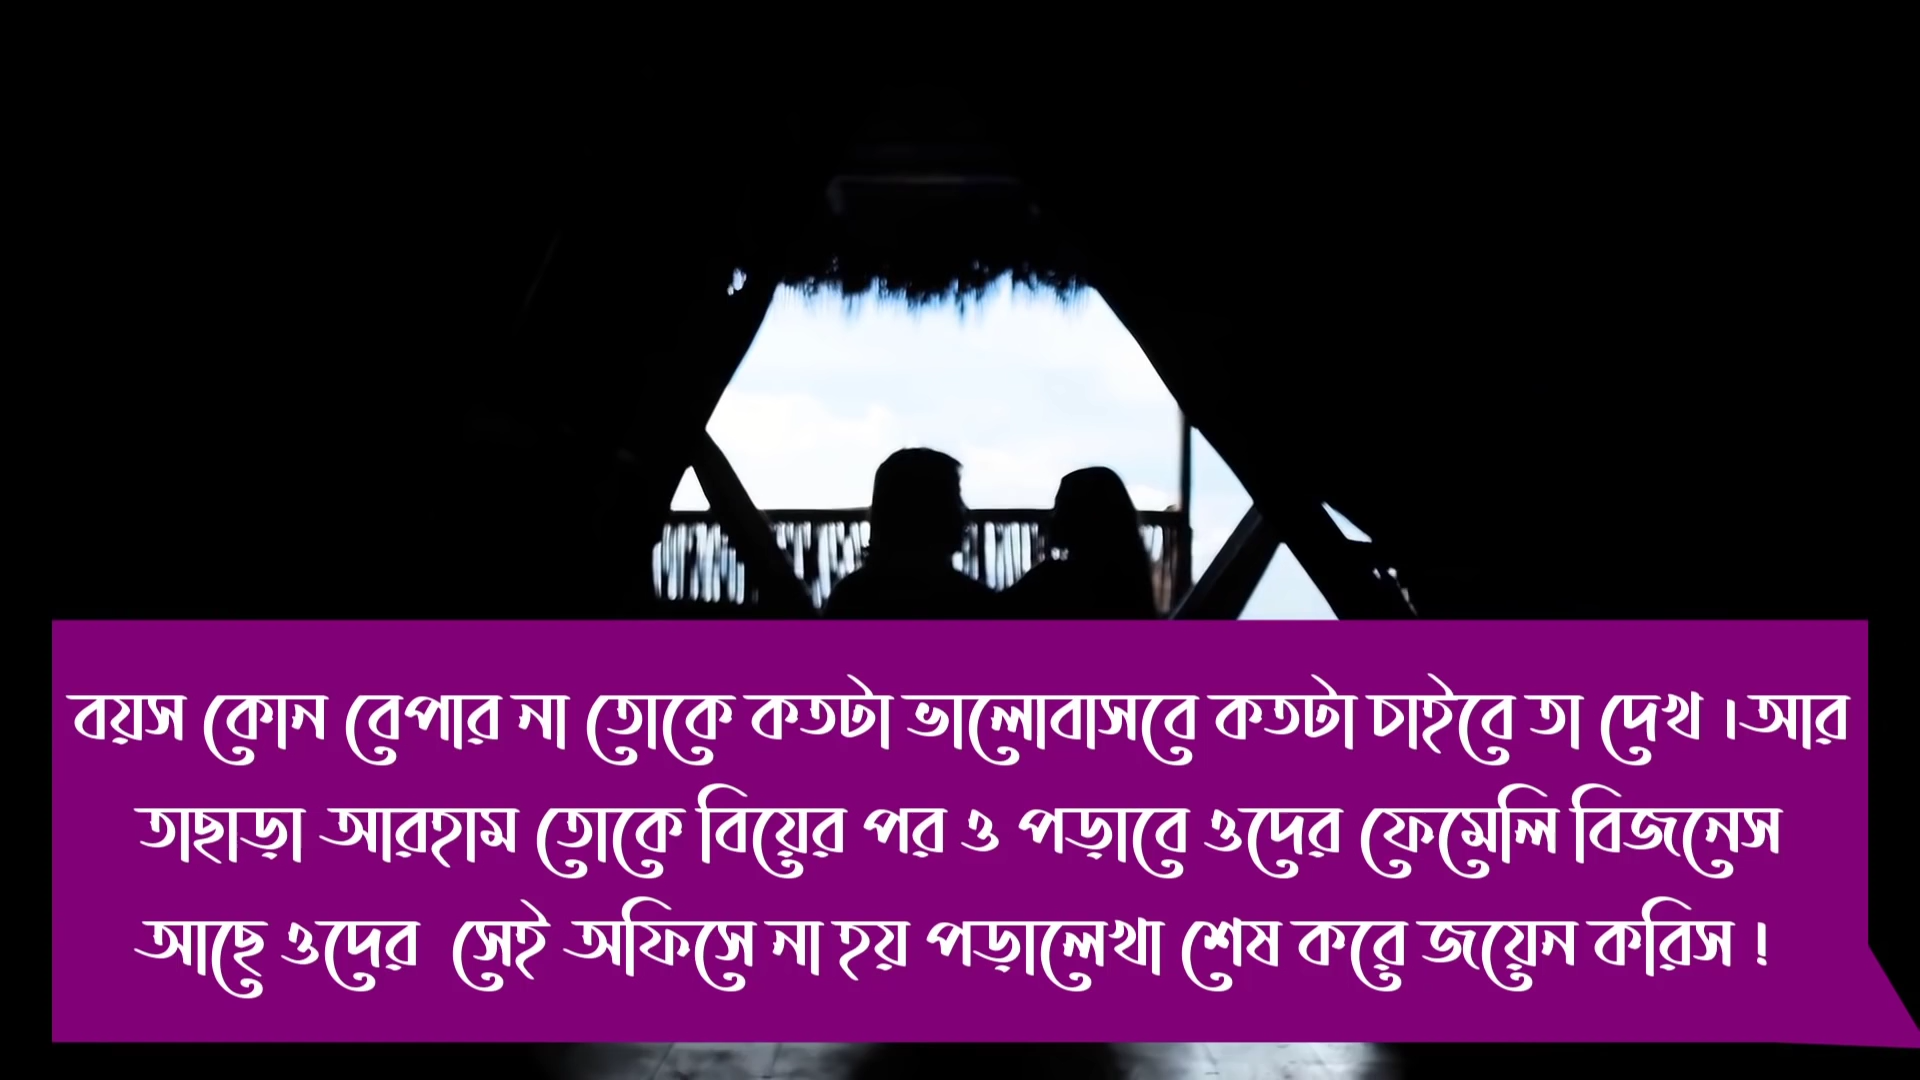 বয়স কোন বেপার না তোকে কতটা ভালোবাসবে কতটা চাইবে তা দেখ ।আর
তাছাড়া আরহাম তোকে বিয়ের পর ও পড়াবে ওদের ফেমেলি বিজনেস
আছে ওদের সেই অফিসে না হয় পড়ালেখা শেষ করে জয়েন করিস !